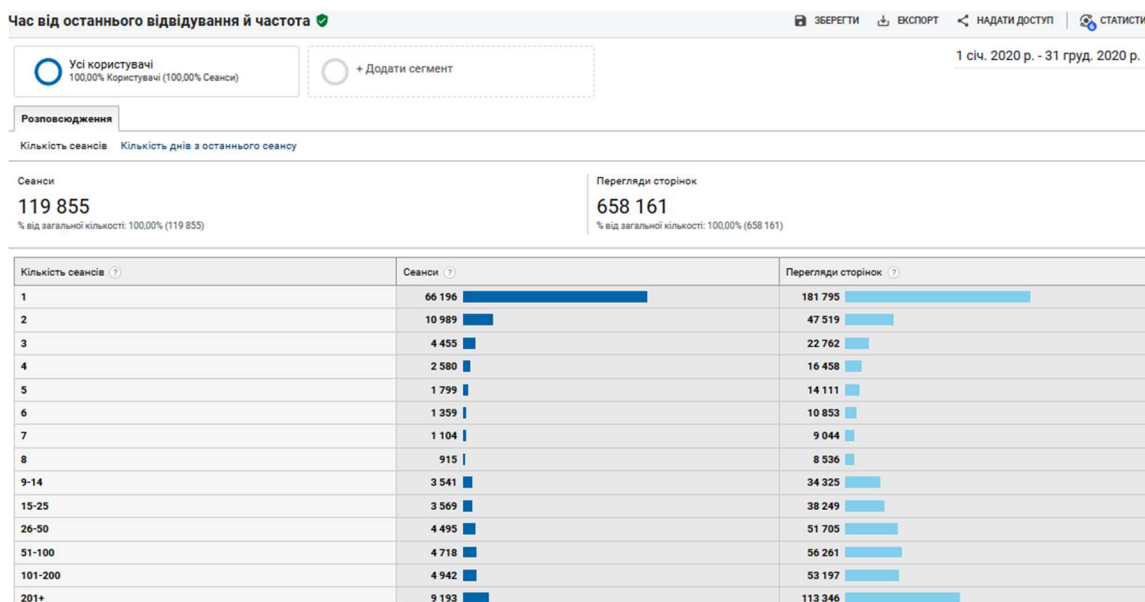 Час від останнього відвідування й частота
ЗБЕРЕГТИ ЕКСПОРТ НАДАТИ ДОСТУП СТАТИСТИ
6
Усі користувачі
100,00% Користувачі (100,00% Сеанси)
+ Додати сегмент
1 січ. 2020 р. - 31 груд. 2020 р.
Розповсюдження
Кількість сеансів Кількість днів з останнього сеансу
Сеанси
119 855
% від загальної кількості: 100,00% (119 855)
Перегляди сторінок
658 161
% від загальної кількості: 100,00% (658 161)
Кількість сеансів ? Сеанси ? Перегляди сторінок ?
1 66 196 181 795
2 10 989 47 519
3 4 455 22 762
4 2 580 16 458
5 1 799 14 111
6 1 359 10 853
7 1 104 9 044
8 915 8 536
9-14 3 541 34 325
15-25 3 569 38 249
26-50 4 495 51 705
51-100 4 718 56 261
101-200 4 942 53 197
201+ 9 193 113 346